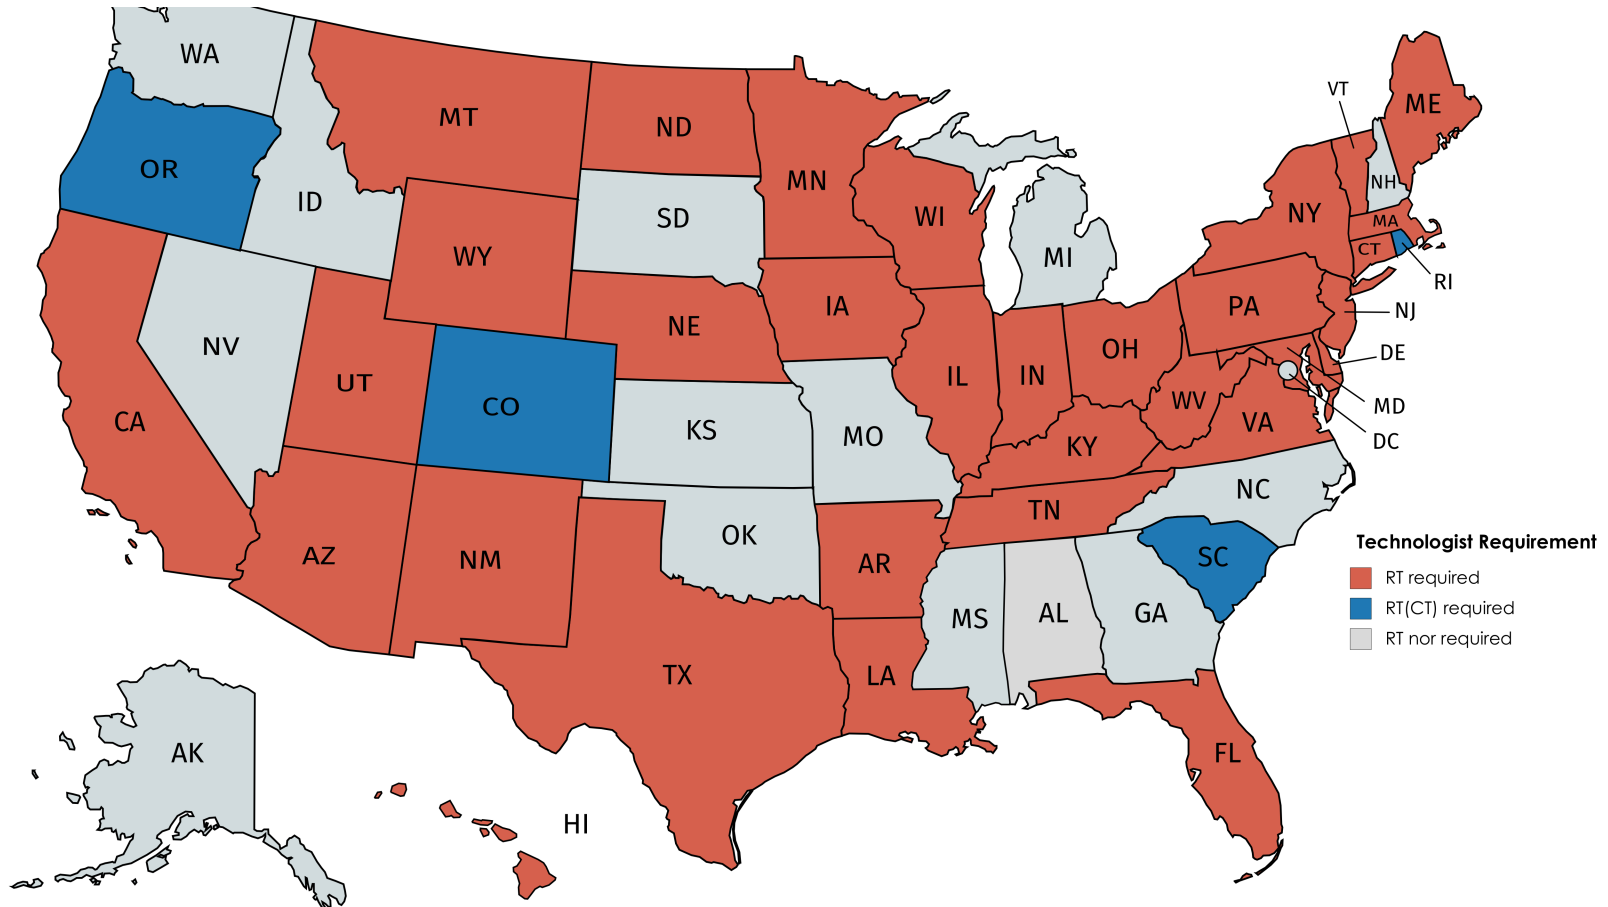 WA
MT
ND
MN
ME
VT
OR
ID
SD
WI
MI
NY
NH
MA
CT
RI
WY
IA
NE
PA
NJ
NV
UT
CO
IL
IN
OH
DE
CA
KS
MO
KY
WV
VA
MD
DC
AZ
NM
OK
AR
TN
NC
SC
TX
LA
MS
AL
GA
FL
AK
HI
Technologist Requirement
RT required
RT(CT) required
RT nor required